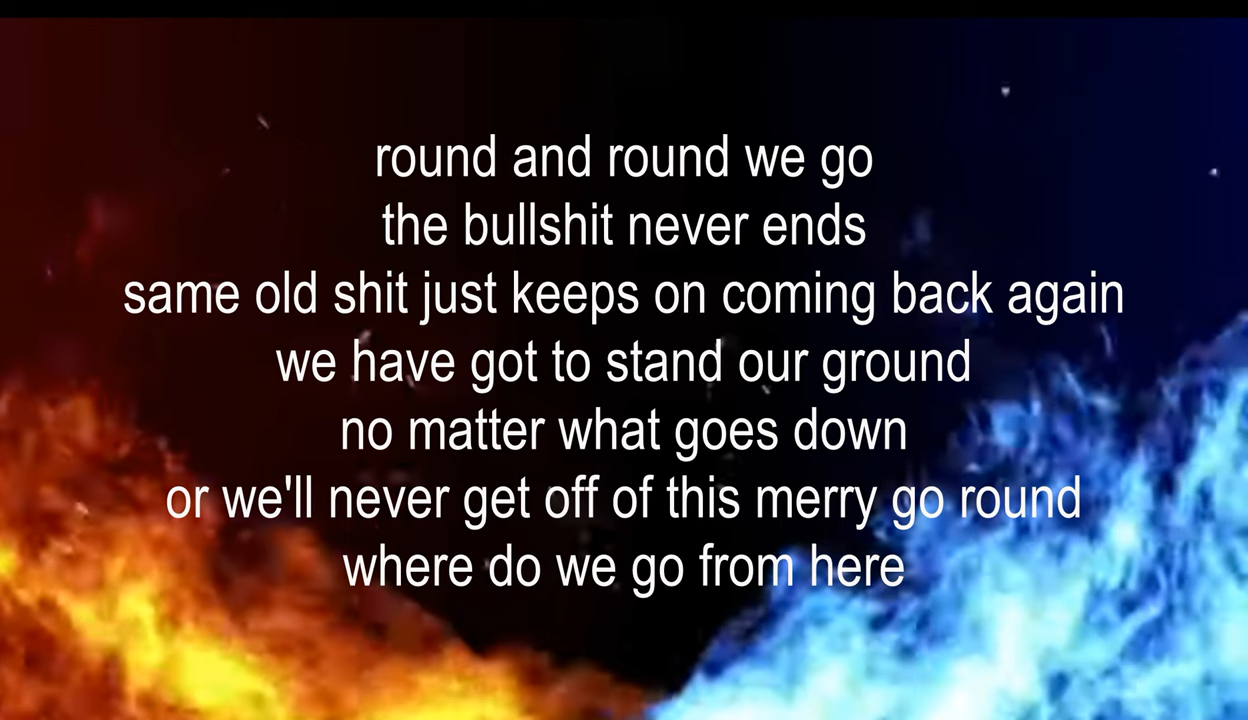 round and round we go
the bullshit never ends
same old shit just keeps on coming back again
we have got to stand our ground
no matter what goes down
or we'll never get off of this merry go round
where do we go from here